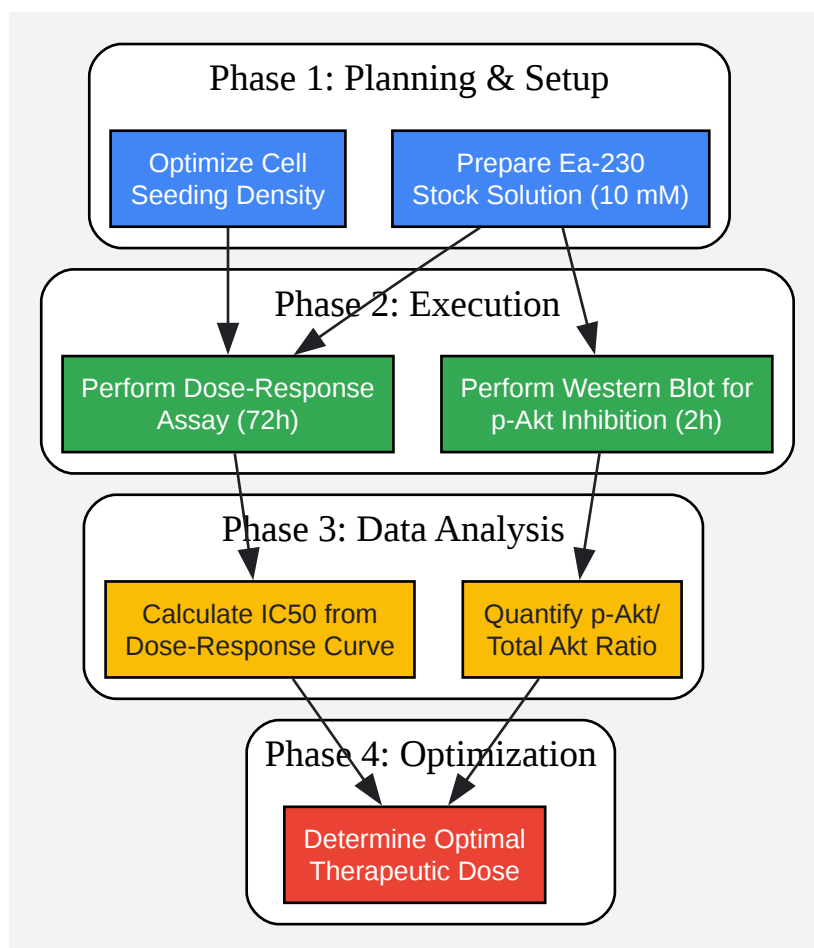 Phase 1: Planning & Setup
Optimize Cell
Seeding Density
Prepare Ea-230
Stock Solution (10 mM)
Phase 2: Execution
Perform Dose-Response
Assay (72h)
Perform Western Blot for
p-Akt Inhibition (2h)
Phase 3: Data Analysis
Calculate IC50 from
Dose-Response Curve
Quantify p-Akt/
Total Akt Ratio
Phase 4: Optimization
Determine Optimal
Therapeutic Dose